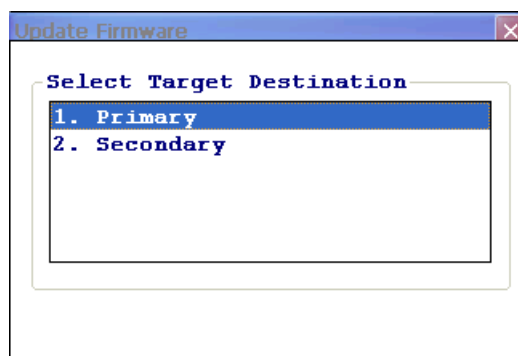 Update Firmware
Select Target Destination
1. Primary
2. Secondary